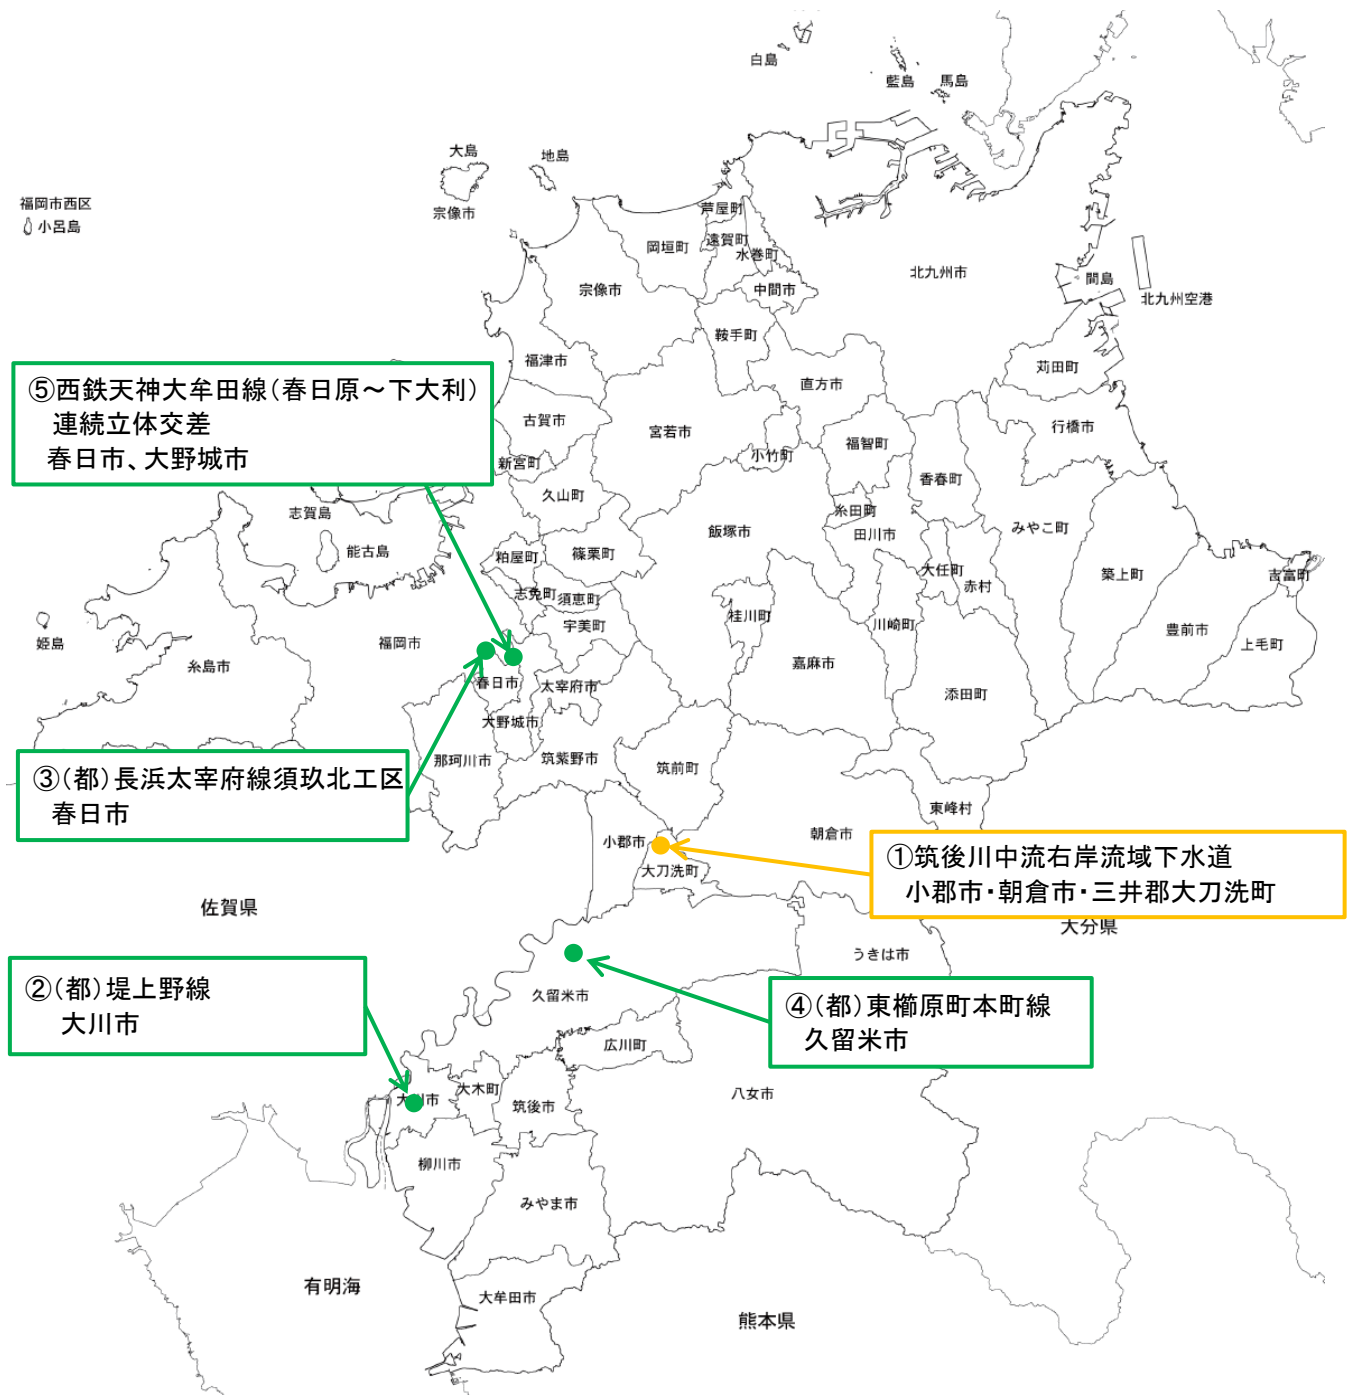 白島
藍島
馬島
大島
地島
宗像市
福岡市西区
小呂島
芦屋町
遠賀町
岡垣町
水巻町
北九州市
宗像市
中間市
間島
北九州空港
鞍手町
福津市
苅田町
直方市
⑤西鉄天神大牟田線(春日原～下大利)
連続立体交差
春日市、大野城市
古賀市
宮若市
行橋市
福智町
小竹町
新宮町
香春町
久山町
志賀島
糸田町
みやこ町
飯塚市
田川市
能古島
粕屋町
篠栗町
大任町
築上町
吉富町
赤村
志免町
須恵町
桂川町
川崎町
宇美町
豊前市
福岡市
上毛町
姫島
糸島市
嘉麻市
春日市
太宰府市
添田町
大野城市
那珂川市
筑紫野市
筑前町
③(都)長浜太宰府線須玖北工区
春日市
東峰村
朝倉市
小郡市
大刀洗町
①筑後川中流右岸流域下水道
小郡市・朝倉市・三井郡大刀洗町
佐賀県
大分県
うきは市
②(都)堤上野線
大川市
久留米市
④(都)東櫛原町本町線
久留米市
広川町
大木町
大川市
筑後市
八女市
柳川市
みやま市
有明海
大牟田市
熊本県